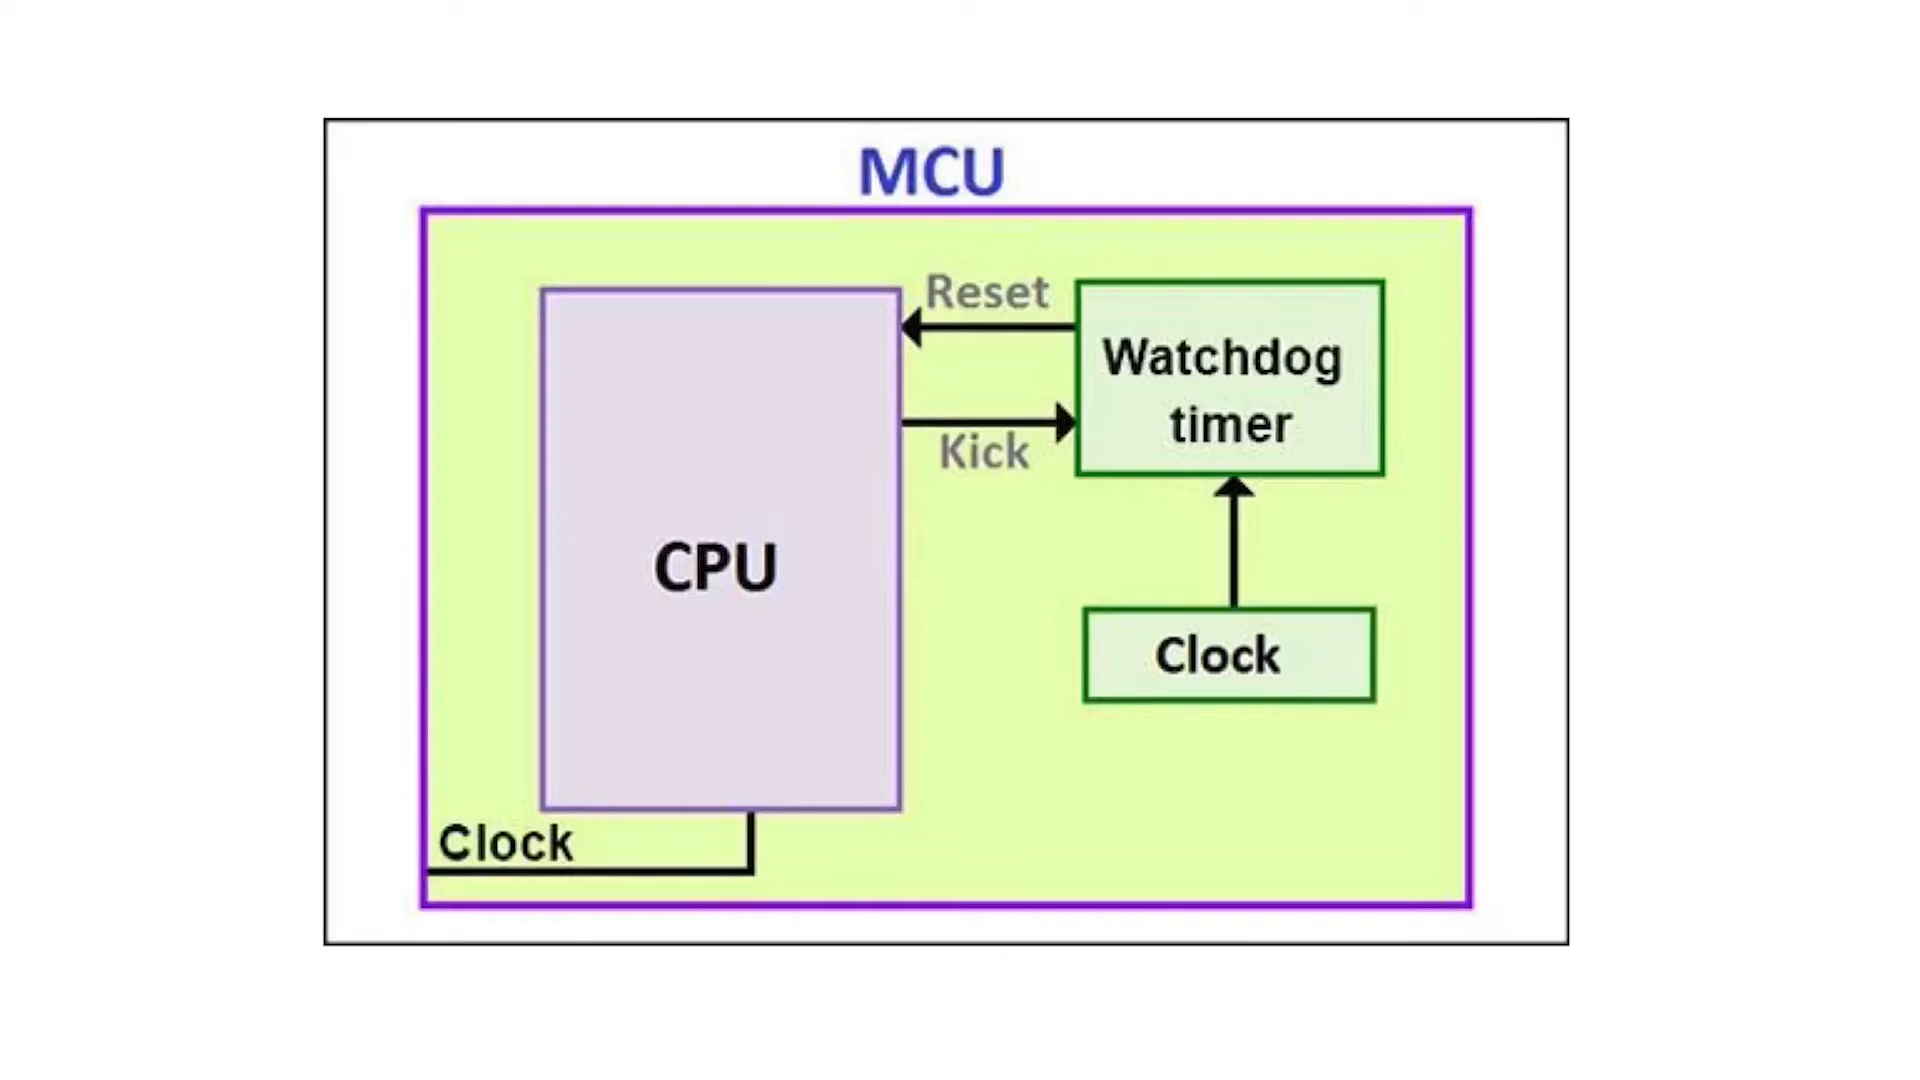 MCU
Reset
Watchdog
timer
Kick
CPU
Clock
Clock